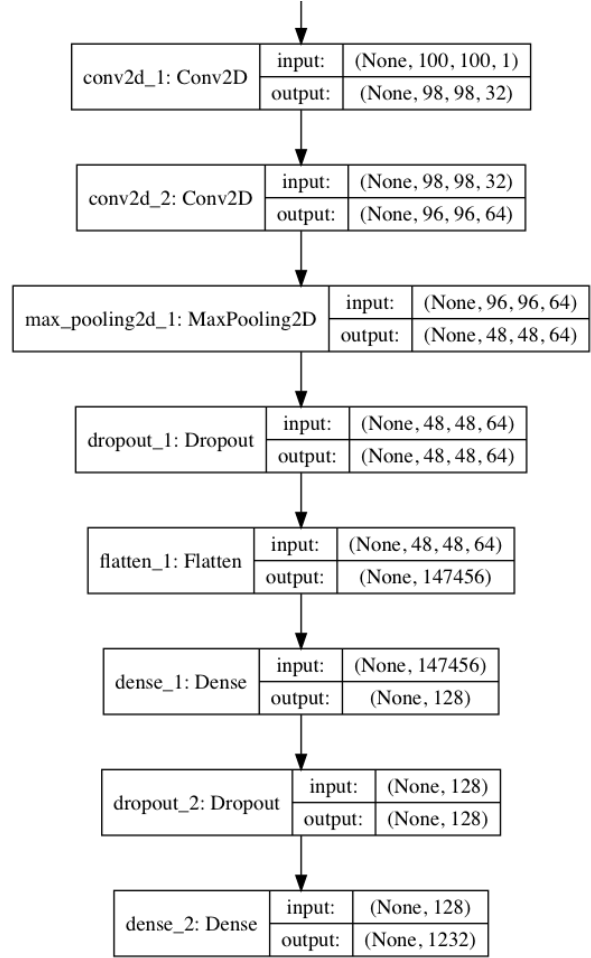 conv2d_1: Conv2D
input:
(None, 100, 100, 1)
output:
(None, 98, 98, 32)
conv2d_2: Conv2D
input:
(None, 98, 98, 32)
output:
(None, 96, 96, 64)
max_pooling2d_1: MaxPooling2D
input:
(None, 96, 96, 64)
output:
(None, 48, 48, 64)
dropout_1: Dropout
input:
(None, 48, 48, 64)
output:
(None, 48, 48, 64)
flatten_1: Flatten
input:
(None, 48, 48, 64)
output:
(None, 147456)
dense_1: Dense
input:
(None, 147456)
output:
(None, 128)
dropout_2: Dropout
input:
(None, 128)
output:
(None, 128)
dense_2: Dense
input:
(None, 128)
output:
(None, 1232)